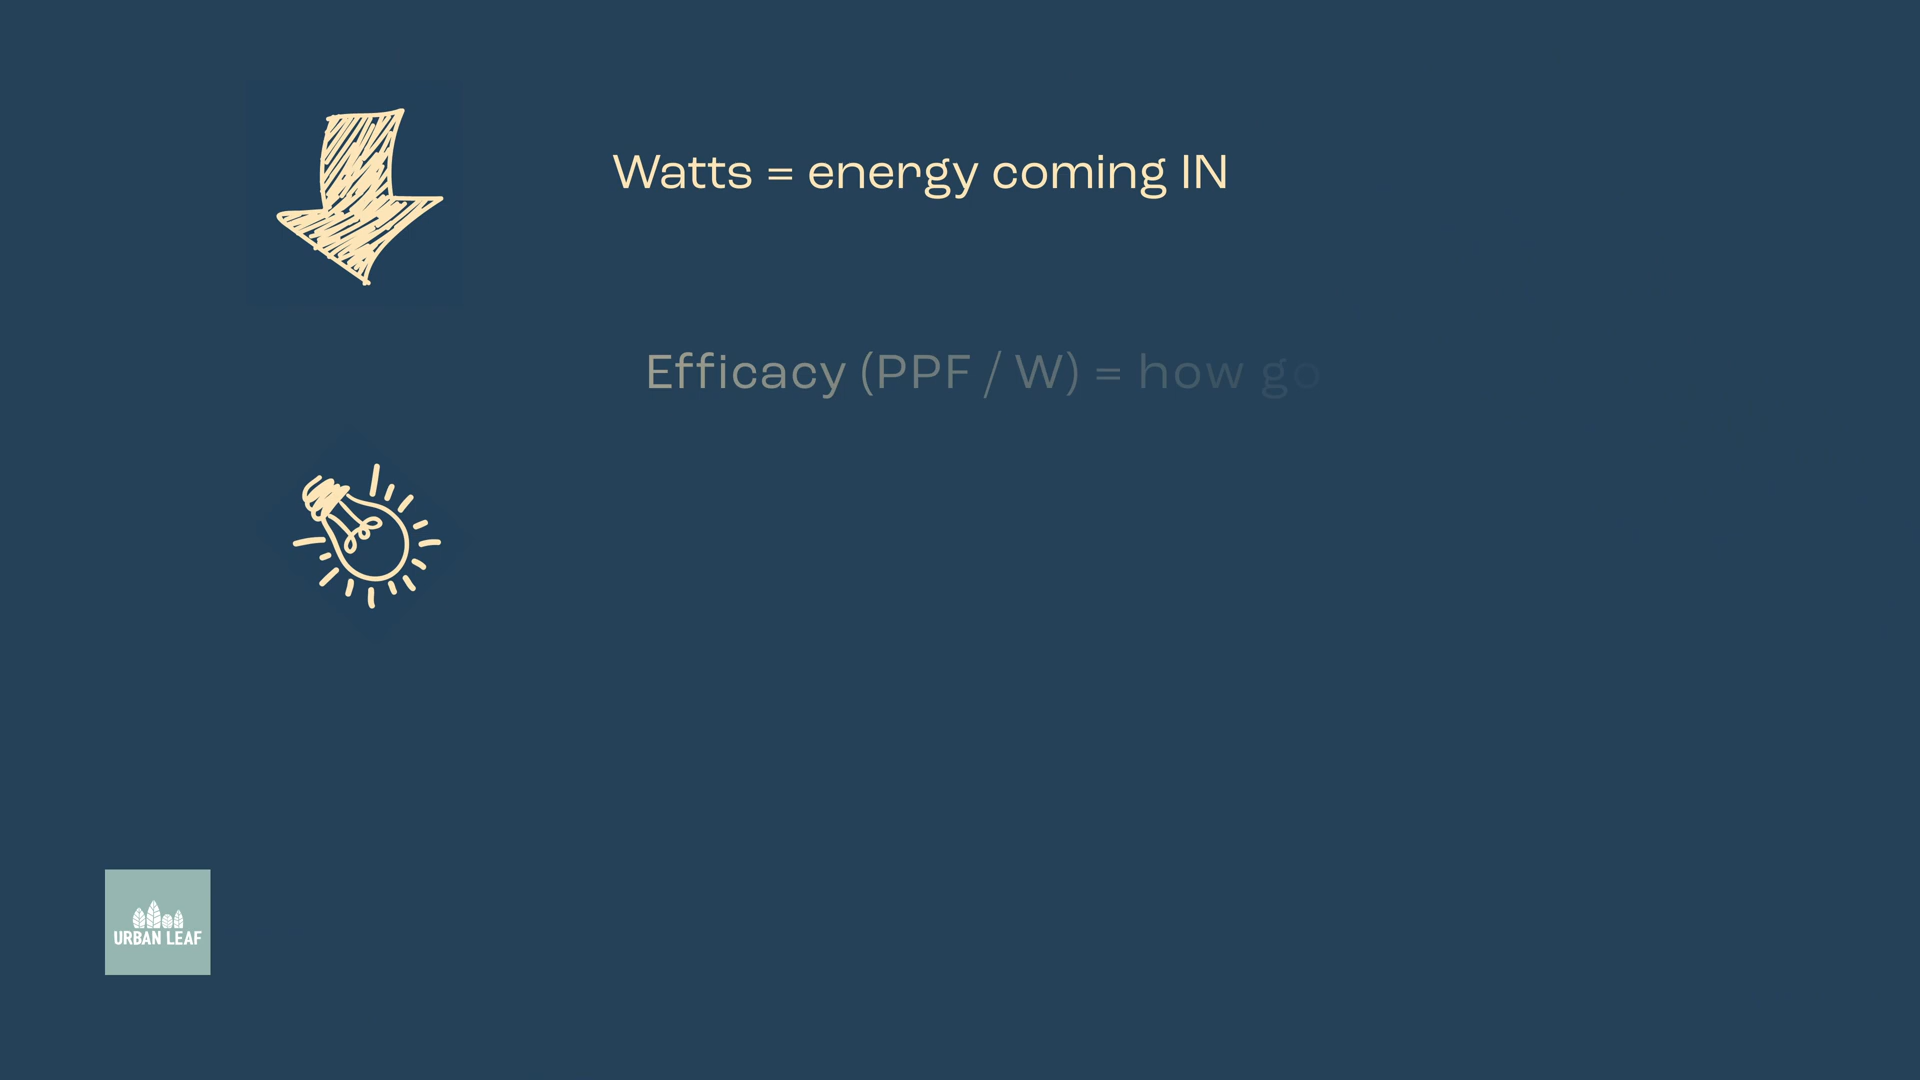 Watts = energy coming IN
Efficacy (PPF / W) = how go
URBAN LEAF